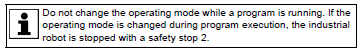 Do not change the operating mode while a program is running. If the
operating mode is changed during program execution, the industrial
robot is stopped with a safety stop 2.